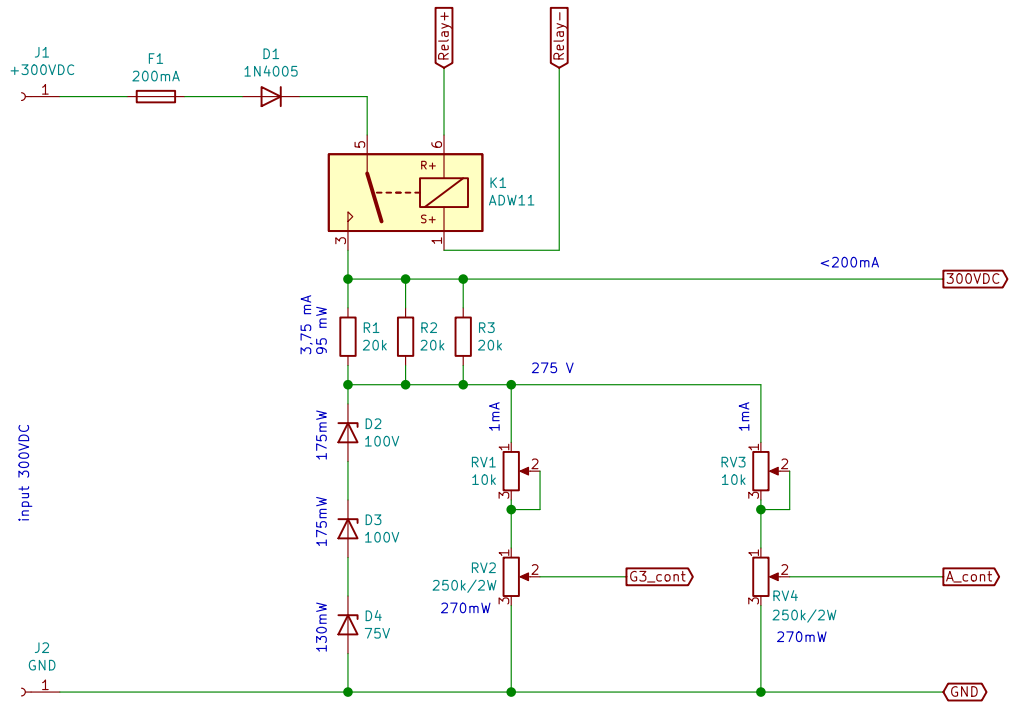 Relay+
Relay−
J1
+300VDC
1
F1
200mA
D1
1N4005
5
6
R+
S+
K1
ADW11
3
1
<200mA
300VDC
3,75 mA
95 mW
R1
20k
R2
20k
R3
20k
275 V
1mA
1mA
175mW
D2
100V
RV1
10k
1
2
3
RV3
10k
1
2
3
input 300VDC
175mW
D3
100V
RV2
250k/2W
270mW
1
2
3
G3_cont
1
2
3
A_cont
RV4
250k/2W
270mW
130mW
D4
75V
J2
GND
1
GND